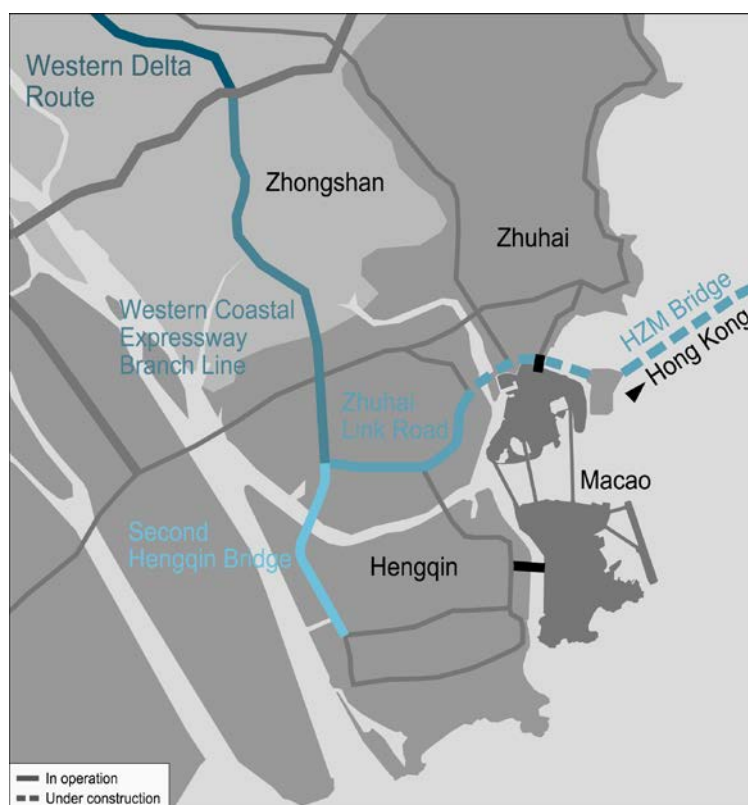 Western Delta
Route
Zhongshan
Zhuhai
Western Coastal
Expressway
Branch Line
HZM Bridge
Hong Kong
Zhuhai
Link Road
Macao
Second
Hengqin Bridge
Hengqin
In operation
Under construction